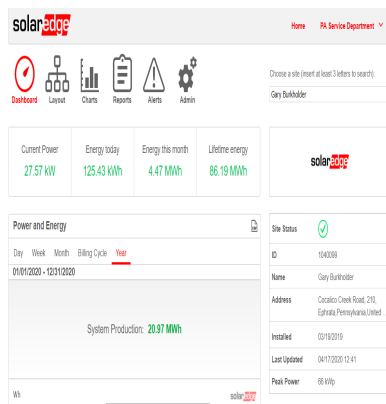 solaredge
Home PA Service Department
Dashboard Layout Charts Reports Alerts Admin
Choose a site (insert at least 3 letters to search):
Gary Burkholder
Current Power Energy today Energy this month Lifetime energy
27.57 kW 125.43 kWh 4.47 MWh 86.19 MWh
solaredge
Power and Energy
Day Week Month Billing Cycle Year
01/01/2020 - 12/31/2020
System Production: 20.97 MWh
Wh
solaredge
Site Status
ID 1040099
Name Gary Burkholder
Address Cocalico Creek Road, 210,
Ephrata,Pennsylvania,United ...
Installed 03/19/2019
Last Updated 04/17/2020 12:41
Peak Power 66 kWp